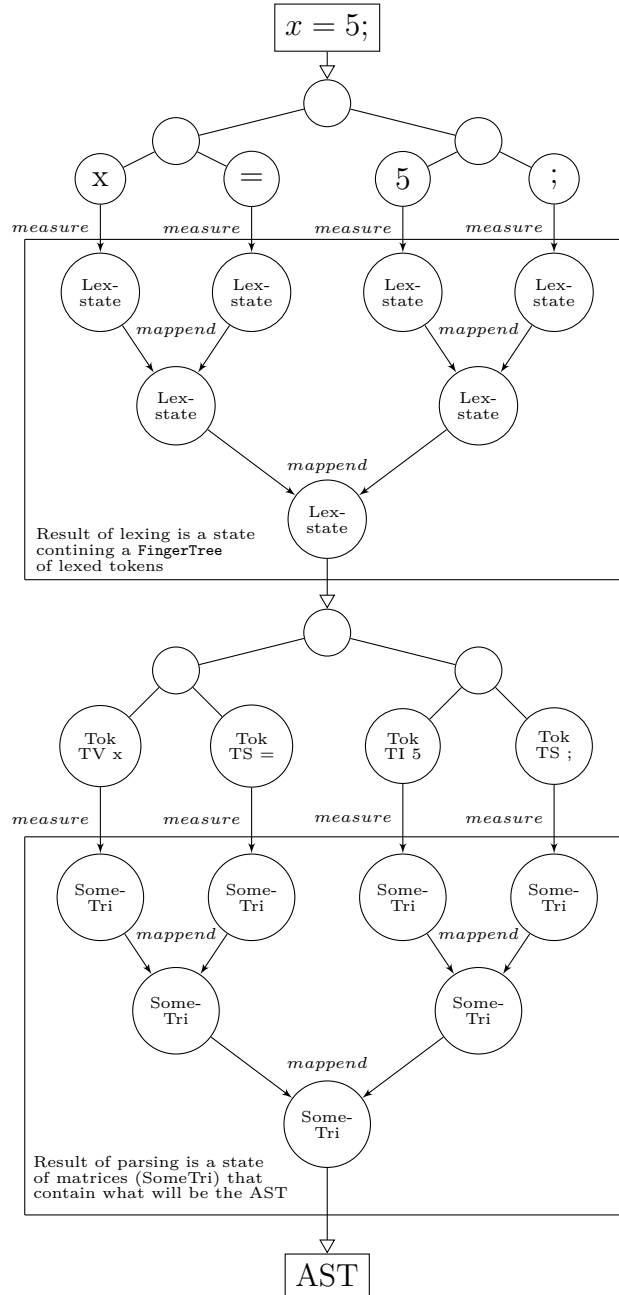 x = 5;
x = 5 ;
measure measure measure measure
Lex- Lex- Lex- Lex-
state state state state
mappend mappend
Lex- Lex-
state state
mappend
Lex-
state
Result of lexing is a state
contining a FingerTree
of lexed tokens
Tok Tok Tok Tok
TV x TS = TI 5 TS ;
measure measure measure measure
Some- Some- Some- Some-
Tri Tri Tri Tri
mappend mappend
Some- Some-
Tri Tri
mappend
Some-
Tri
Result of parsing is a state
of matrices (SomeTri) that
contain what will be the AST
AST